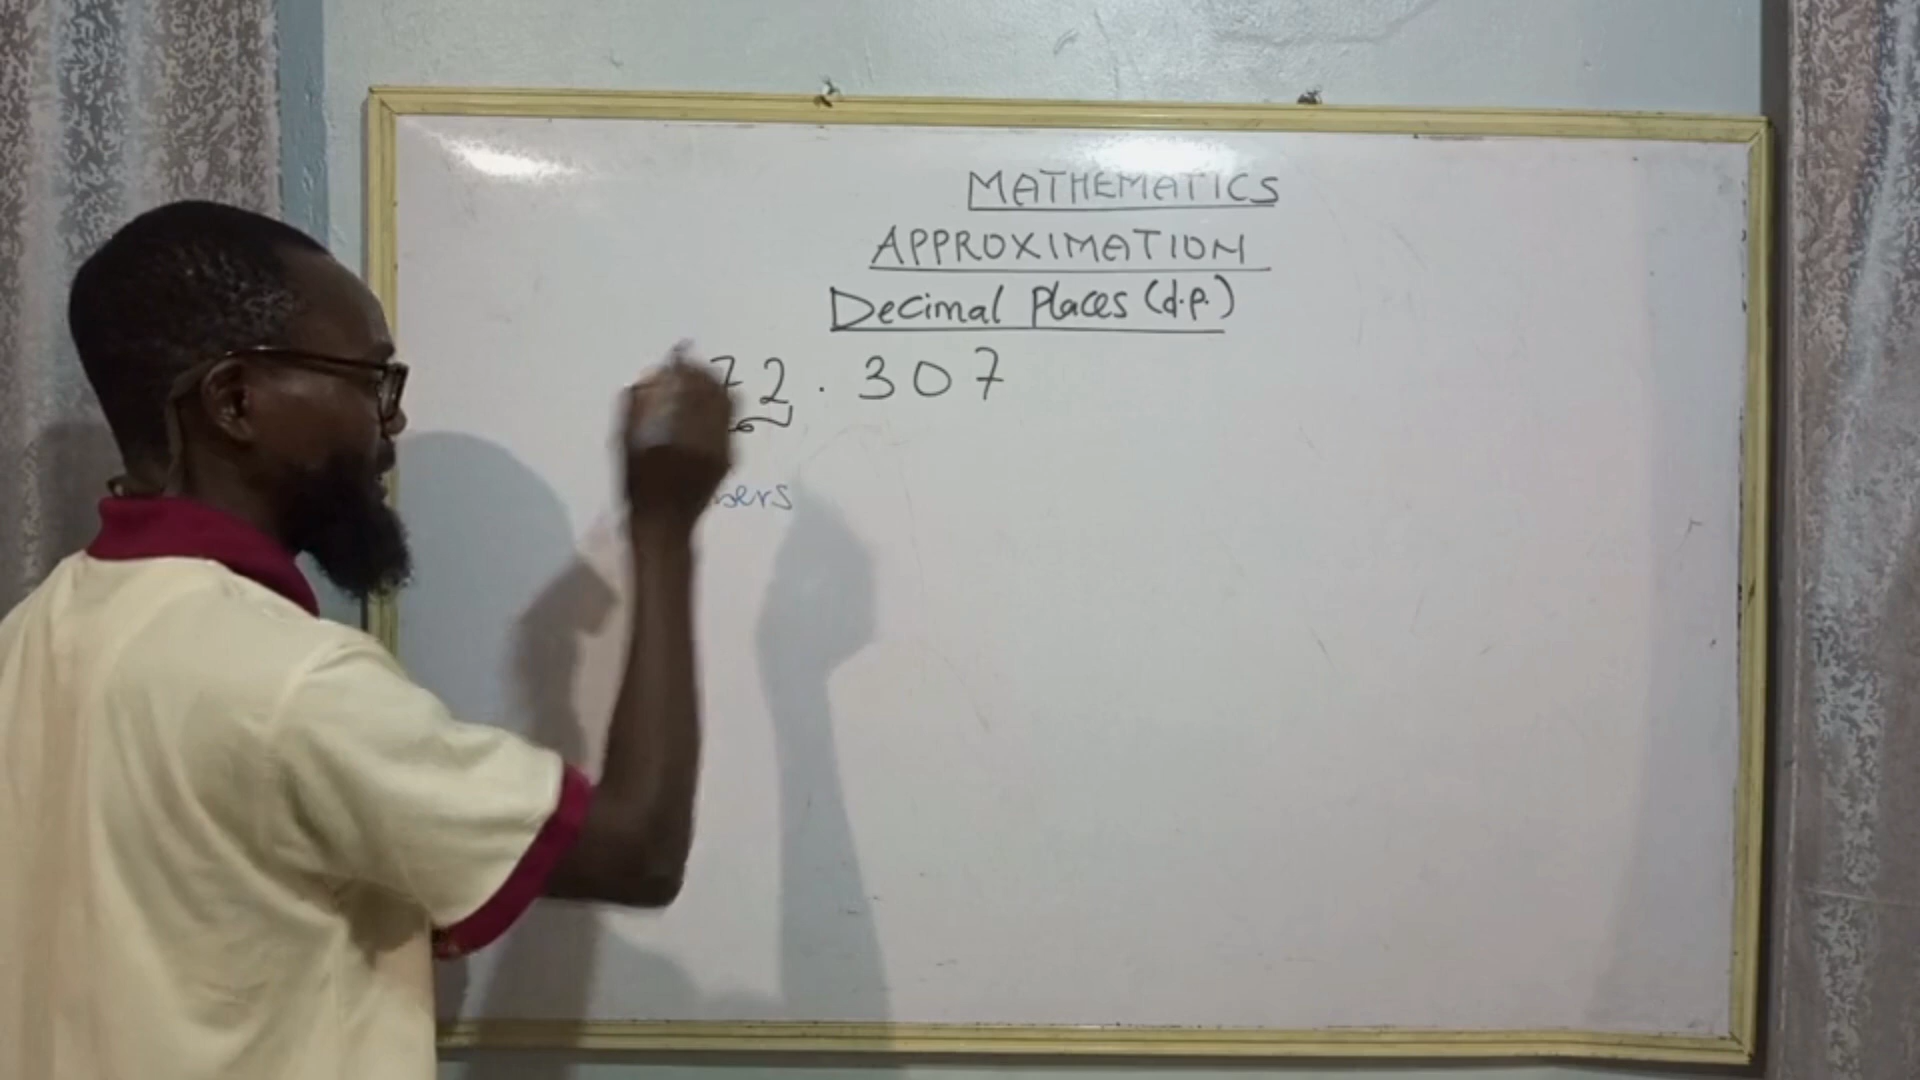 MATHEMATICS
APPROXIMATION
Decimal Places (d.p.)
72.307